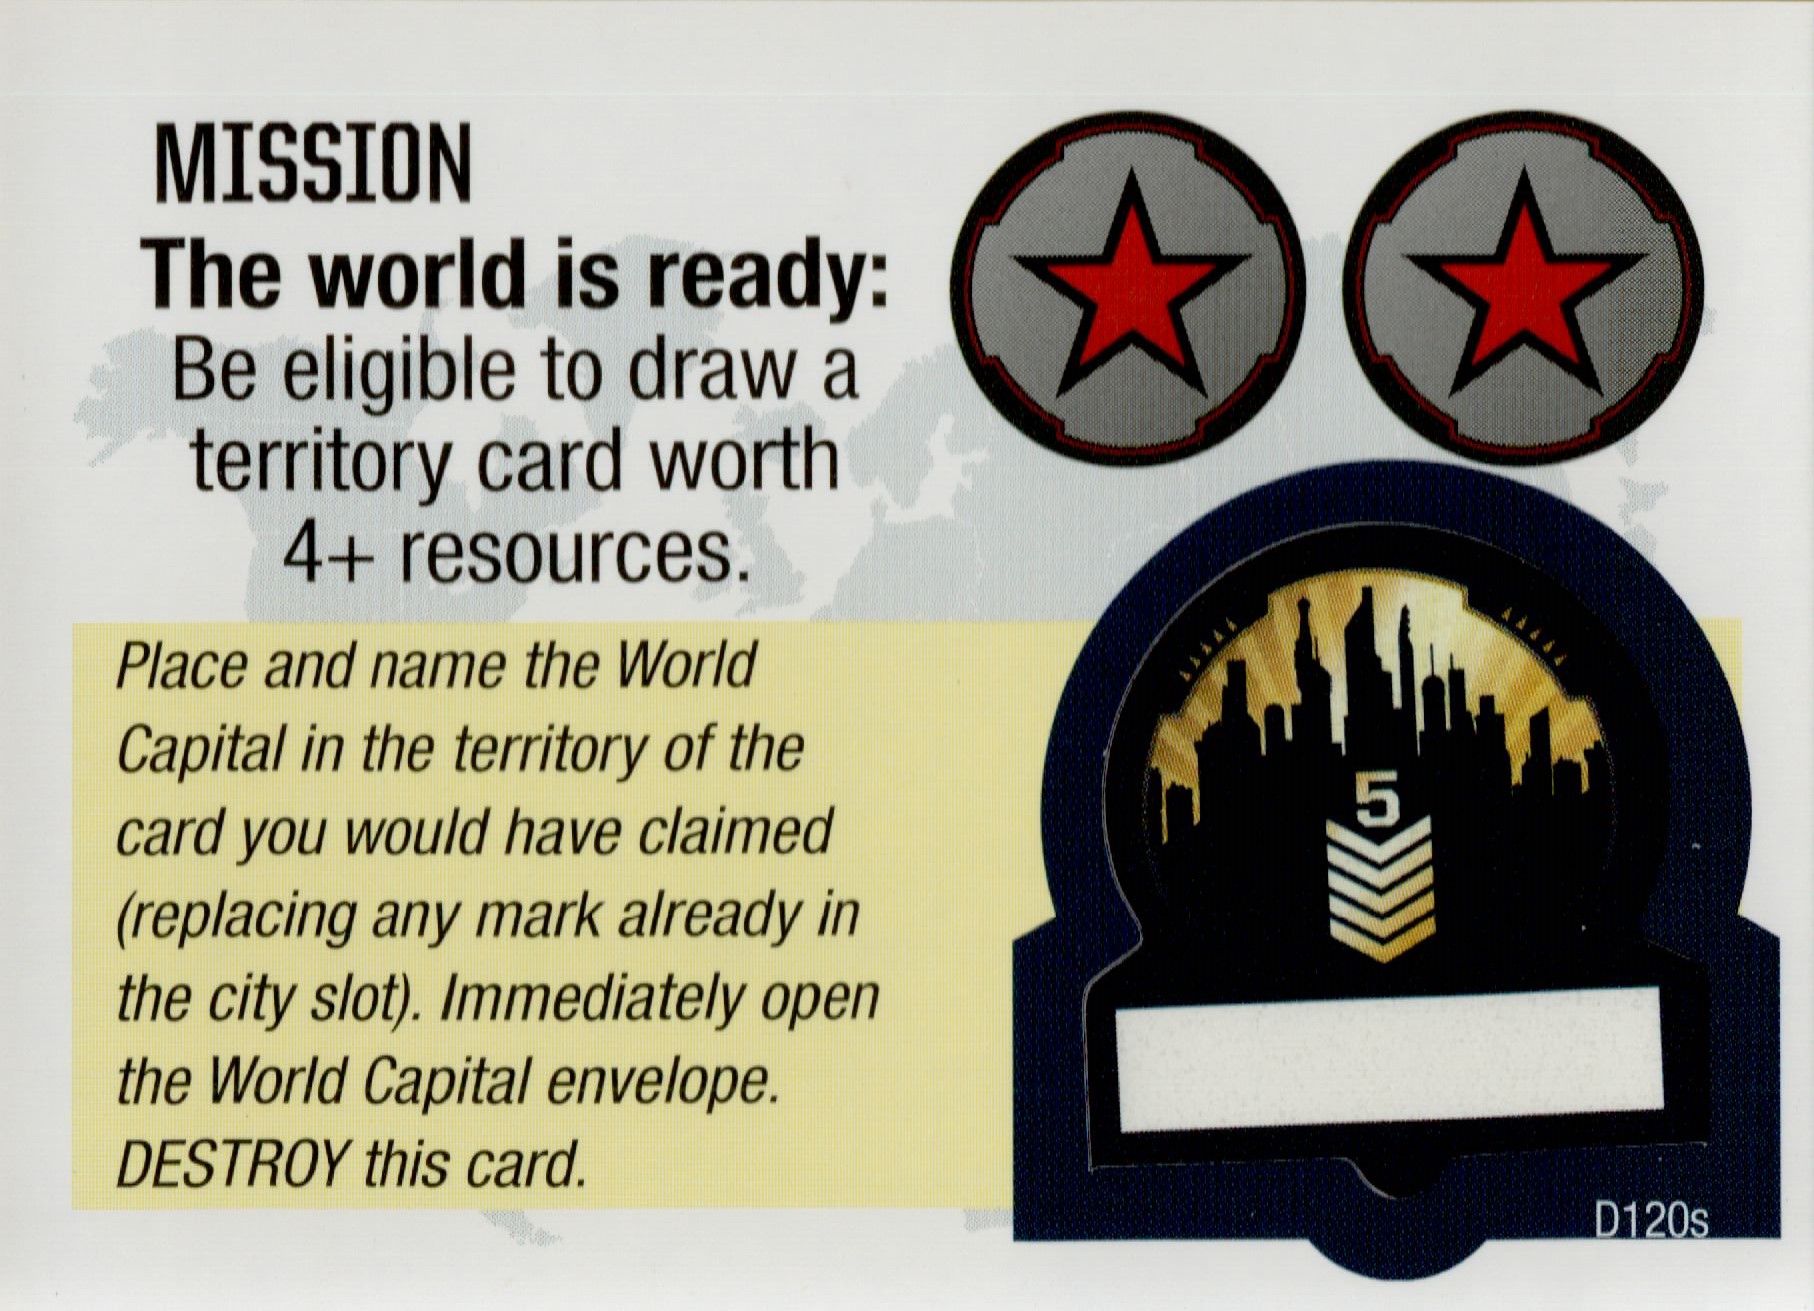 MISSION
The world is ready:
Be eligible to draw a
territory card worth
4+ resources.
Place and name the World
Capital in the territory of the
card you would have claimed
(replacing any mark already in
the city slot). Immediately open
the World Capital envelope.
DESTROY this card.
5
D120s